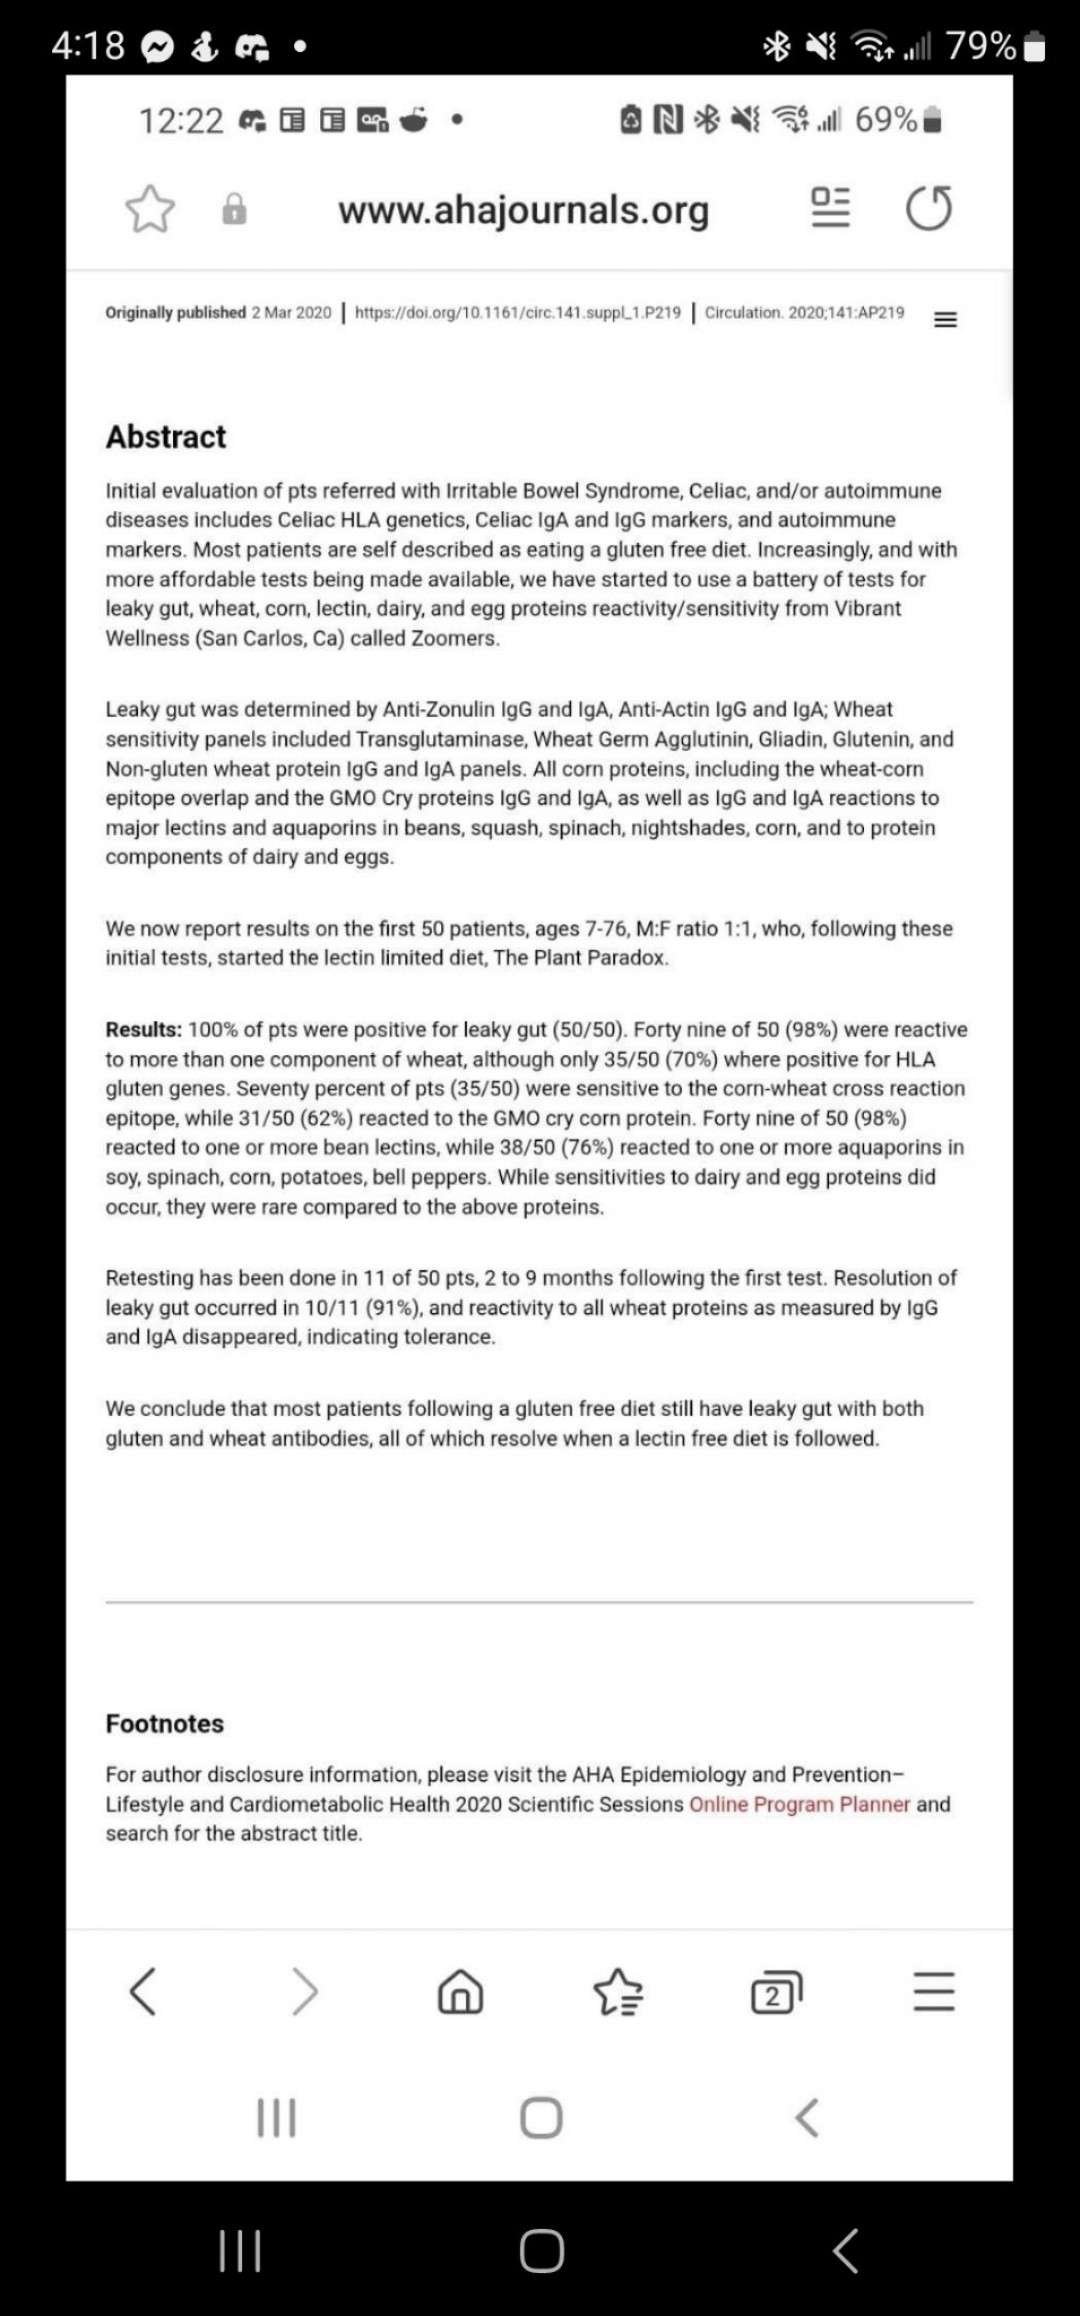 4:18
79%
12:22
69%
www.ahajournals.org
Originally published 2 Mar 2020 | https://doi.org/10.1161/circ.141.suppl_1.P219 | Circulation. 2020;141:AP219
Abstract
Initial evaluation of pts referred with Irritable Bowel Syndrome, Celiac, and/or autoimmune
diseases includes Celiac HLA genetics, Celiac IgA and IgG markers, and autoimmune
markers. Most patients are self described as eating a gluten free diet. Increasingly, and with
more affordable tests being made available, we have started to use a battery of tests for
leaky gut, wheat, corn, lectin, dairy, and egg proteins reactivity/sensitivity from Vibrant
Wellness (San Carlos, Ca) called Zoomers.
Leaky gut was determined by Anti-Zonulin IgG and IgA, Anti-Actin IgG and IgA; Wheat
sensitivity panels included Transglutaminase, Wheat Germ Agglutinin, Gliadin, Glutenin, and
Non-gluten wheat protein IgG and IgA panels. All corn proteins, including the wheat-corn
epitope overlap and the GMO Cry proteins IgG and IgA, as well as IgG and IgA reactions to
major lectins and aquaporins in beans, squash, spinach, nightshades, corn, and to protein
components of dairy and eggs.
We now report results on the first 50 patients, ages 7-76, M:F ratio 1:1, who, following these
initial tests, started the lectin limited diet, The Plant Paradox.
Results: 100% of pts were positive for leaky gut (50/50). Forty nine of 50 (98%) were reactive
to more than one component of wheat, although only 35/50 (70%) where positive for HLA
gluten genes. Seventy percent of pts (35/50) were sensitive to the corn-wheat cross reaction
epitope, while 31/50 (62%) reacted to the GMO cry corn protein. Forty nine of 50 (98%)
reacted to one or more bean lectins, while 38/50 (76%) reacted to one or more aquaporins in
soy, spinach, corn, potatoes, bell peppers. While sensitivities to dairy and egg proteins did
occur, they were rare compared to the above proteins.
Retesting has been done in 11 of 50 pts, 2 to 9 months following the first test. Resolution of
leaky gut occurred in 10/11 (91%), and reactivity to all wheat proteins as measured by IgG
and IgA disappeared, indicating tolerance.
We conclude that most patients following a gluten free diet still have leaky gut with both
gluten and wheat antibodies, all of which resolve when a lectin free diet is followed.
Footnotes
For author disclosure information, please visit the AHA Epidemiology and Prevention–
Lifestyle and Cardiometabolic Health 2020 Scientific Sessions Online Program Planner and
search for the abstract title.
2